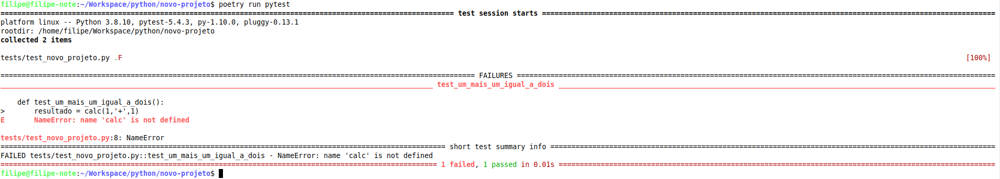 filipe@filipe-note:~/Workspace/python/novo-projeto$ poetry run pytest
============================================================ test session starts ============================================================
platform linux -- Python 3.8.10, pytest-5.4.3, py-1.10.0, pluggy-0.13.1
rootdir: /home/filipe/Workspace/python/novo-projeto
collected 2 items

tests/test_novo_projeto.py .F [100%]

============================================================ FAILURES ============================================================
____________________________________________________________ test_um_mais_um_igual_a_dois ____________________________________________________________

    def test_um_mais_um_igual_a_dois():
>       resultado = calc(1,'+',1)
E       NameError: name 'calc' is not defined

tests/test_novo_projeto.py:8: NameError
============================================================ short test summary info ============================================================
FAILED tests/test_novo_projeto.py::test_um_mais_um_igual_a_dois - NameError: name 'calc' is not defined
============================================================ 1 failed, 1 passed in 0.01s ============================================================
filipe@filipe-note:~/Workspace/python/novo-projeto$